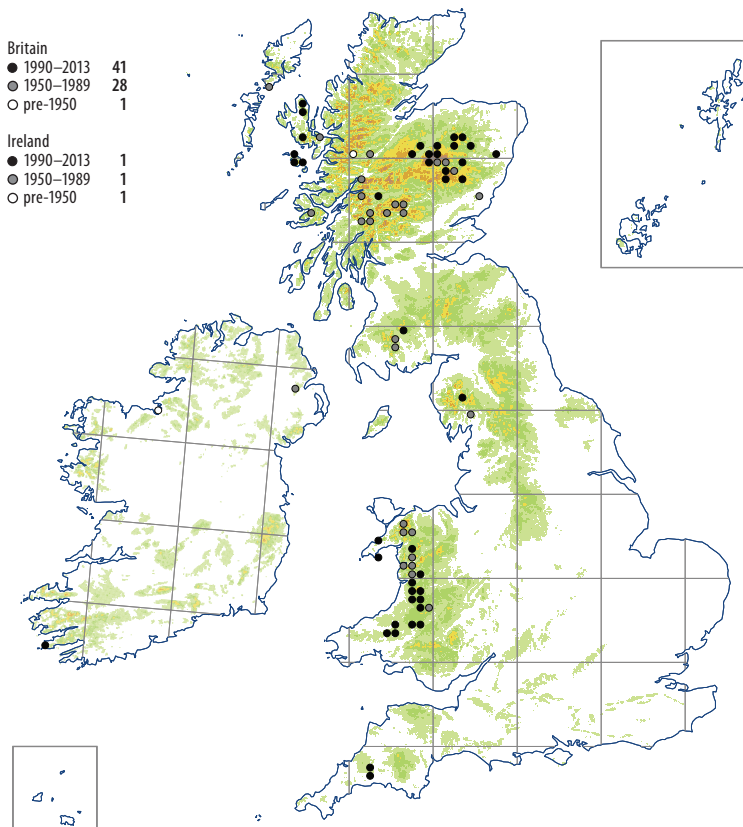 Britain
● 1990–2013 41
● 1950–1989 28
○ pre-1950 1
Ireland
● 1990–2013 1
● 1950–1989 1
○ pre-1950 1